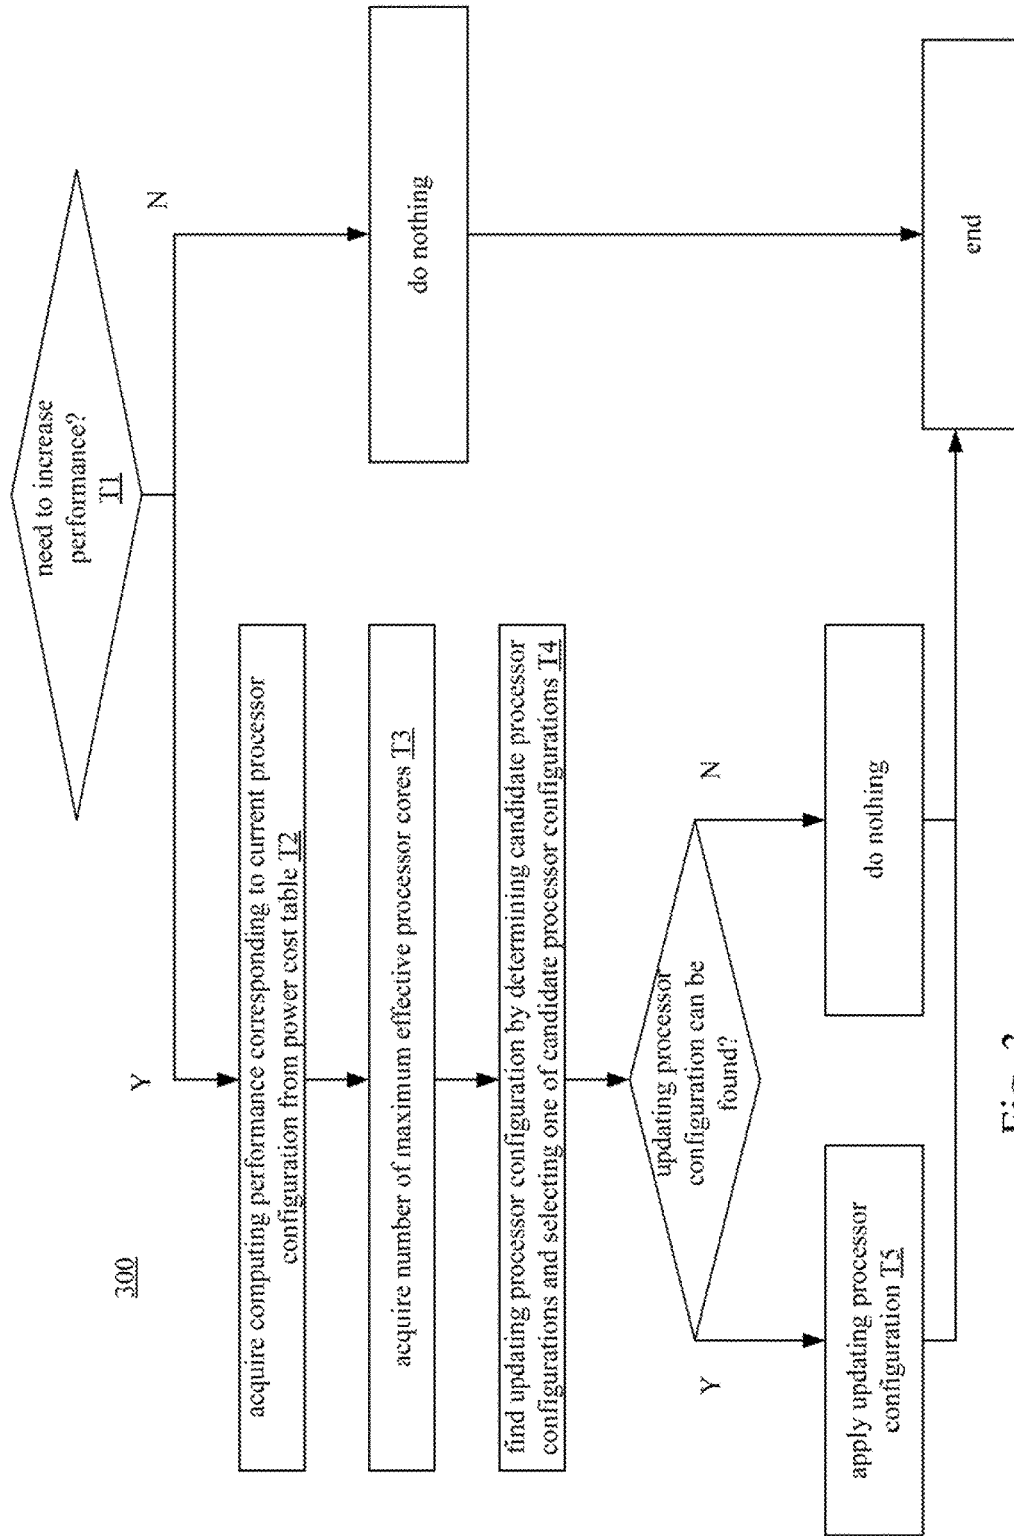 300
need to increase
performance?
T1
Y
N
acquire computing performance corresponding to current processor
configuration from power cost table T2
do nothing
acquire number of maximum effective processor cores T3
find updating processor configuration by determining candidate processor
configurations and selecting one of candidate processor configurations T4
updating processor
configuration can be
found?
Y
N
apply updating processor
configuration T5
do nothing
end